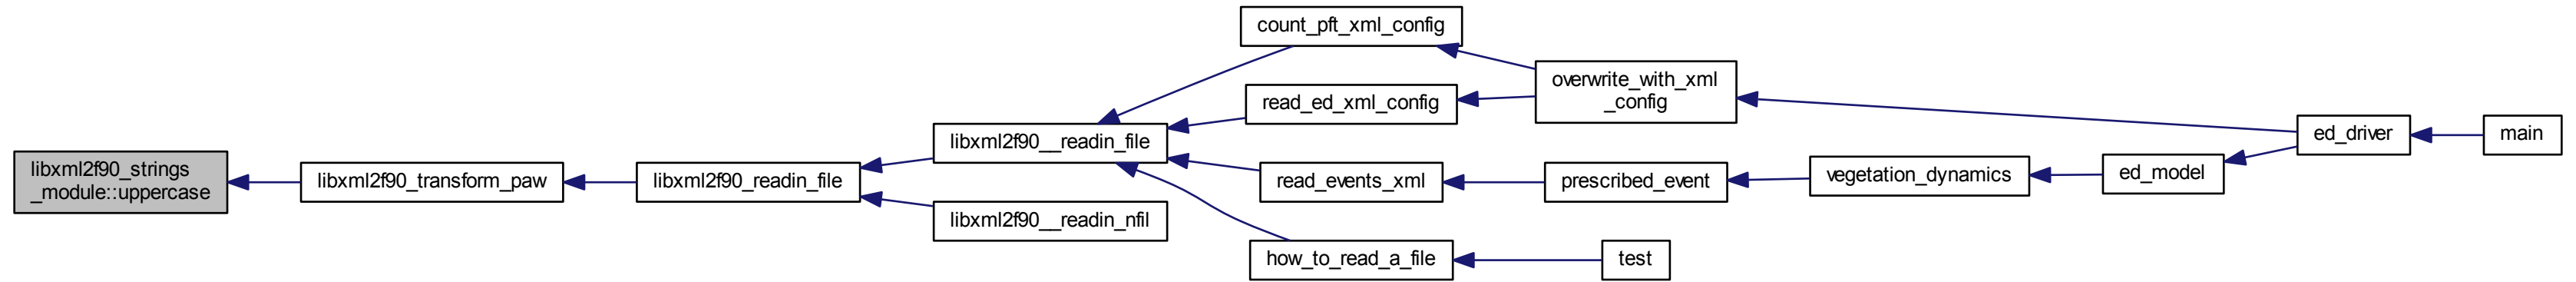 libxml2f90_strings
_module::uppercase
libxml2f90_transform_paw
libxml2f90_readin_file
libxml2f90__readin_file
libxml2f90__readin_nfil
count_pft_xml_config
read_ed_xml_config
read_events_xml
how_to_read_a_file
overwrite_with_xml
_config
prescribed_event
test
vegetation_dynamics
ed_model
ed_driver
main